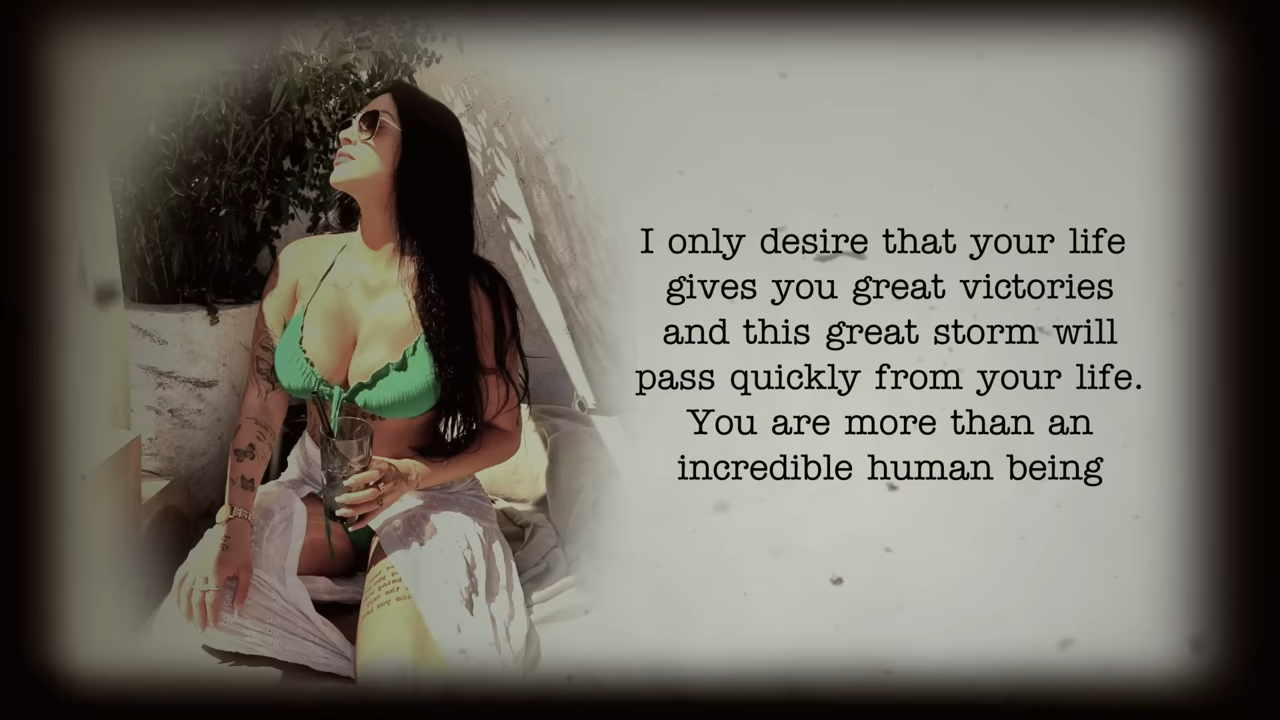 I only desire that your life
gives you great victories
and this great storm will
pass quickly from your life.
You are more than an
incredible human being